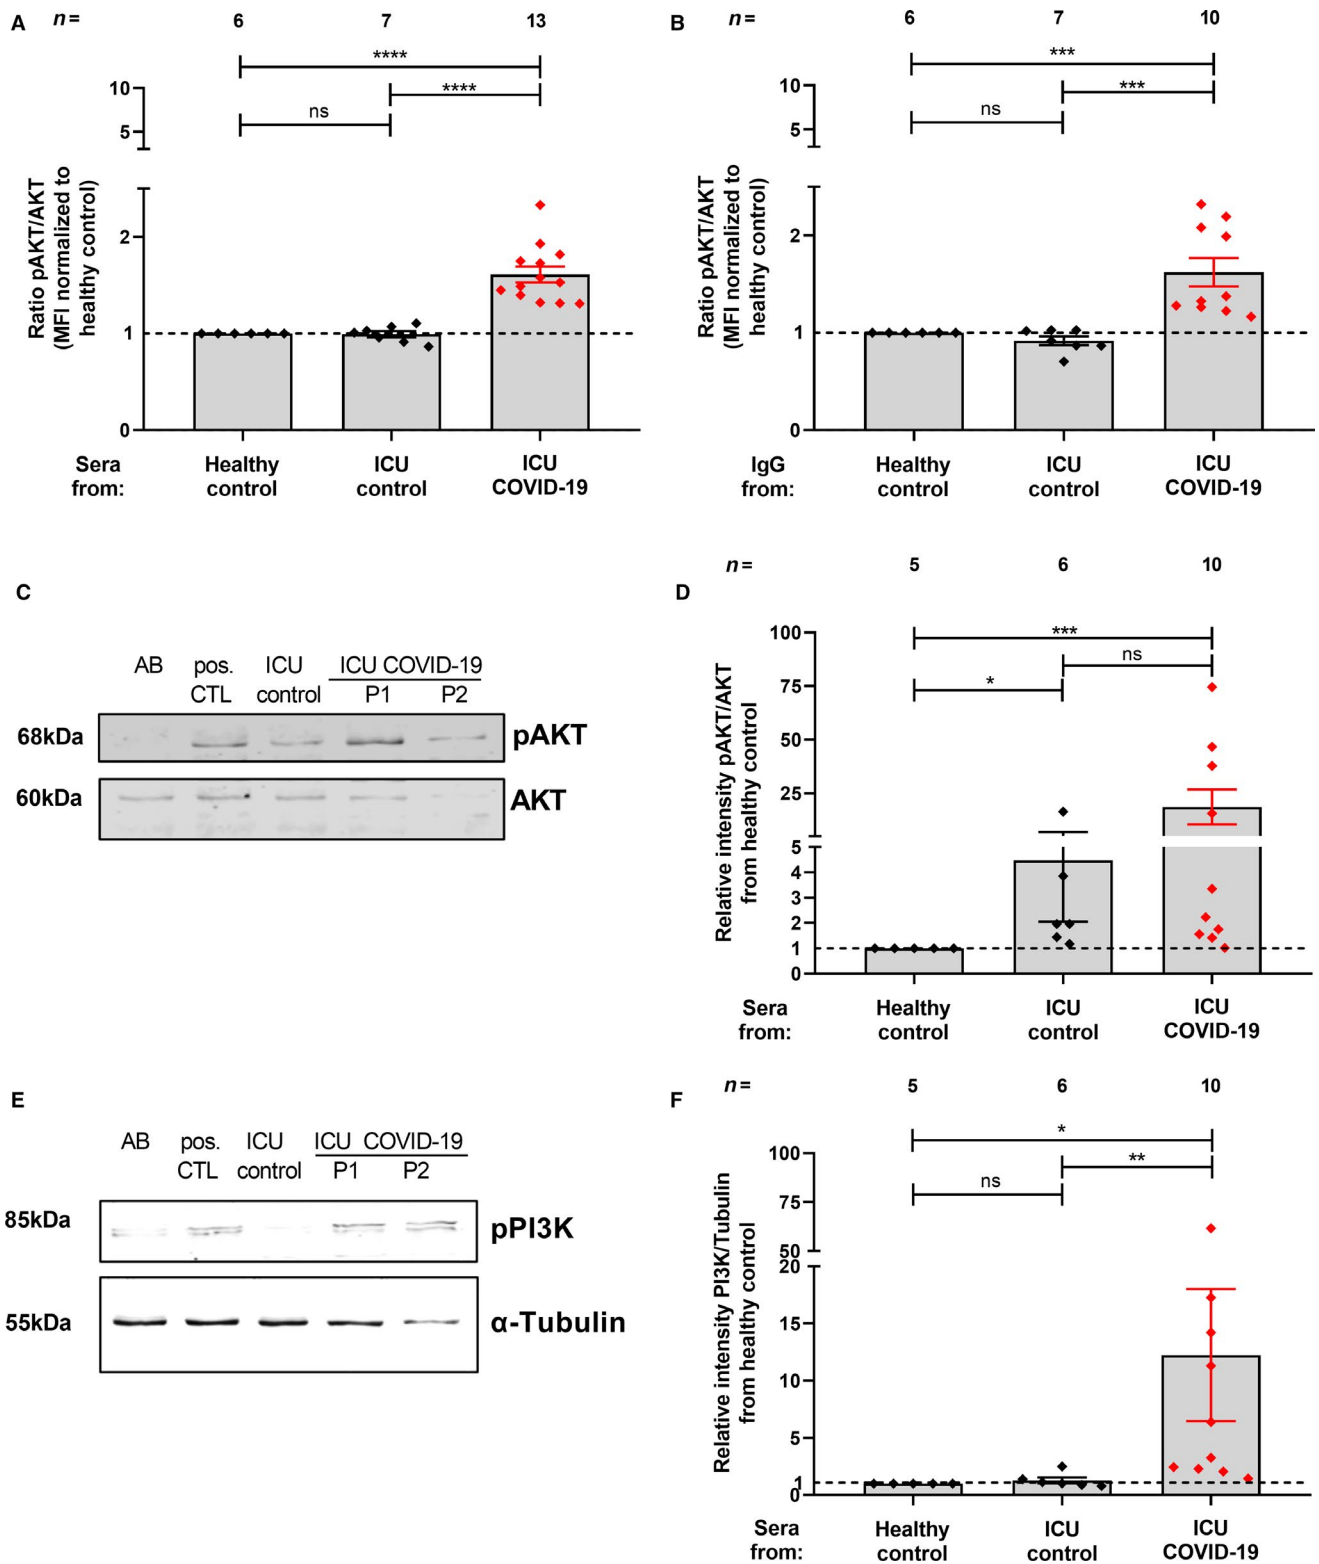 A n= 6 7 13
****
****
ns
10
5
2
1
0
Ratio pAKT/AKT
(MFI normalized to
healthy control)
Sera
from:
Healthy
control
ICU
control
ICU
COVID-19
B n= 6 7 10
***
***
ns
10
5
2
1
0
Ratio pAKT/AKT
(MFI normalized to
healthy control)
IgG
from:
Healthy
control
ICU
control
ICU
COVID-19
C
AB pos. ICU ICU COVID-19
CTL control P1 P2
68kDa pAKT
60kDa AKT
D n= 5 6 10
***
ns
*
100
75
50
25
5
4
3
2
1
0
Relative intensity pAKT/AKT
from healthy control
Sera
from:
Healthy
control
ICU
control
ICU
COVID-19
E
AB pos. ICU ICU COVID-19
CTL control P1 P2
85kDa pPI3K
55kDa α-Tubulin
F n= 5 6 10
*
**
ns
100
75
50
20
15
10
5
1
0
Relative intensity PI3K/Tubulin
from healthy control
Sera
from:
Healthy
control
ICU
control
ICU
COVID-19